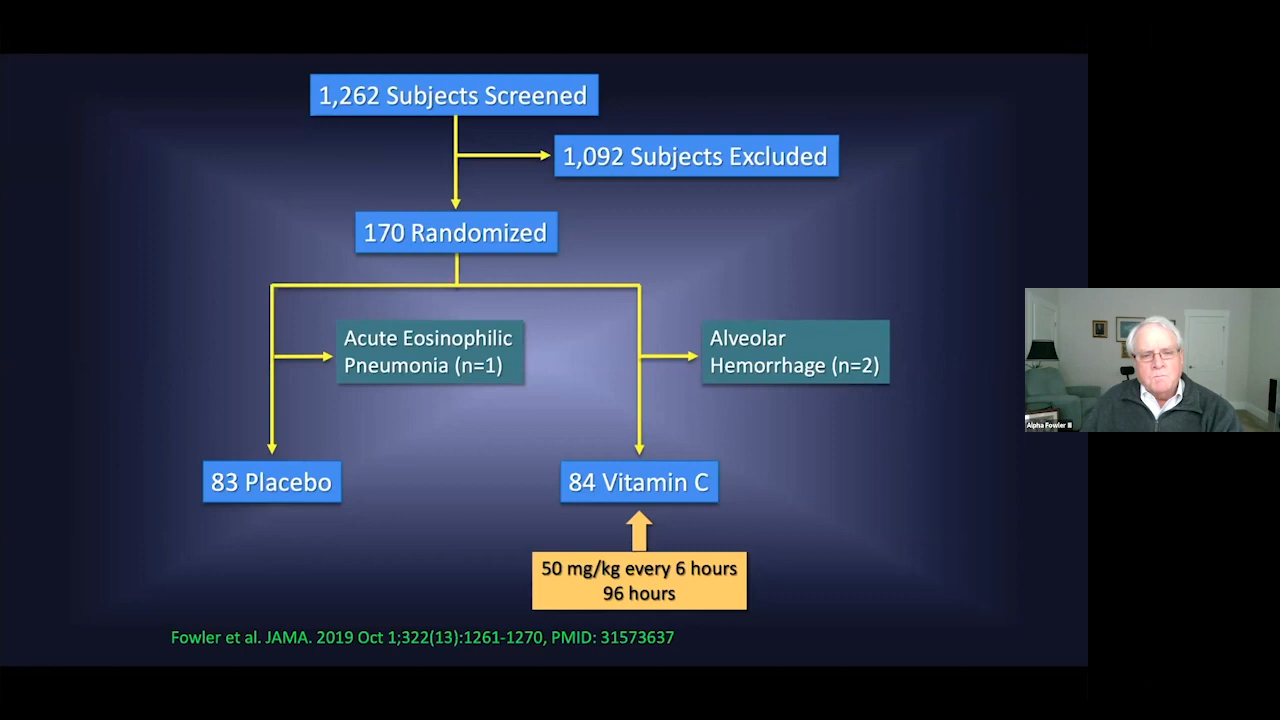 1,262 Subjects Screened
1,092 Subjects Excluded
170 Randomized
Acute Eosinophilic
Pneumonia (n=1)
Alveolar
Hemorrhage (n=2)
83 Placebo
84 Vitamin C
50 mg/kg every 6 hours
96 hours
Fowler et al. JAMA. 2019 Oct 1;322(13):1261-1270, PMID: 31573637
Alpha Fowler III